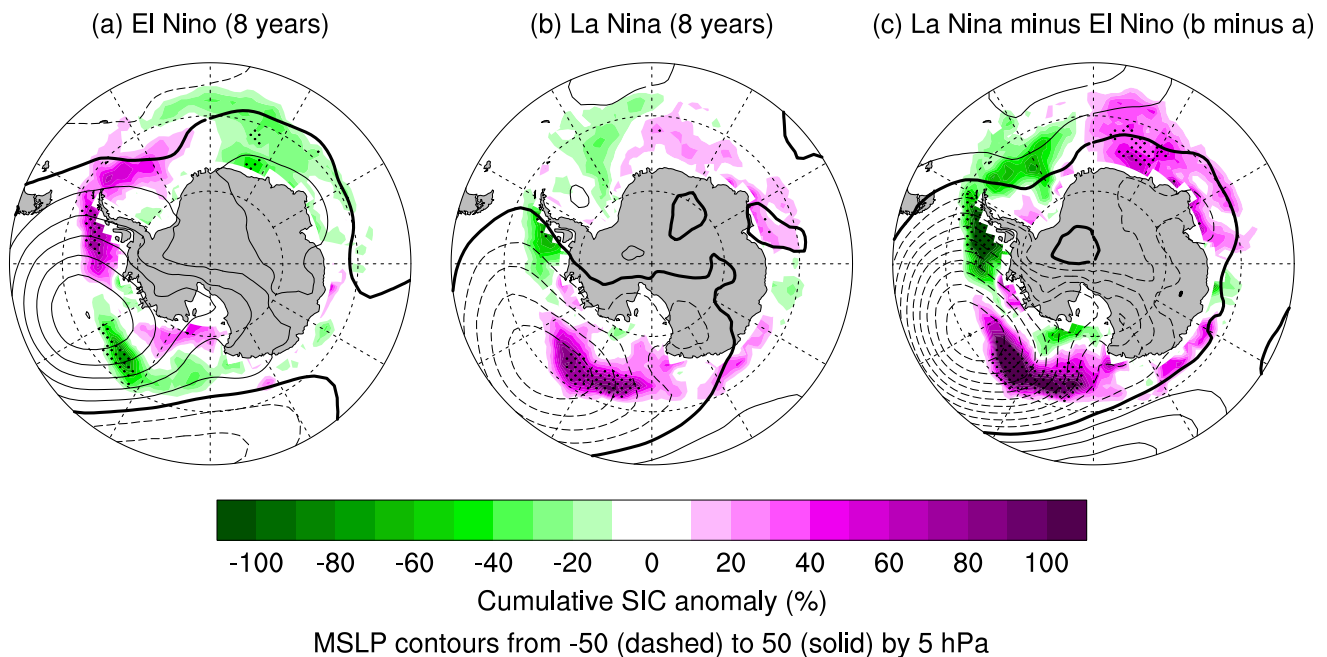 (a) El Nino (8 years)
(b) La Nina (8 years)
(c) La Nina minus El Nino (b minus a)
-100 -80 -60 -40 -20 0 20 40 60 80 100
Cumulative SIC anomaly (%)
MSLP contours from -50 (dashed) to 50 (solid) by 5 hPa